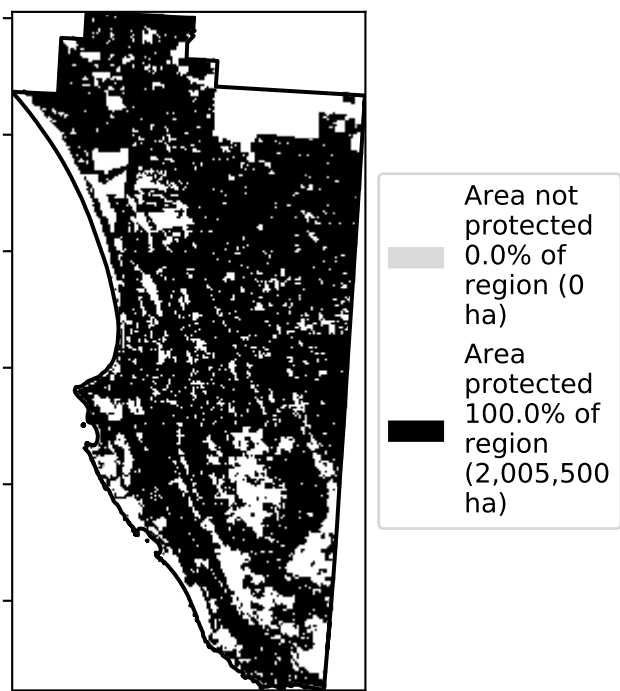 Area not
protected
0.0% of
region (0
ha)
Area
protected
100.0% of
region
(2,005,500
ha)